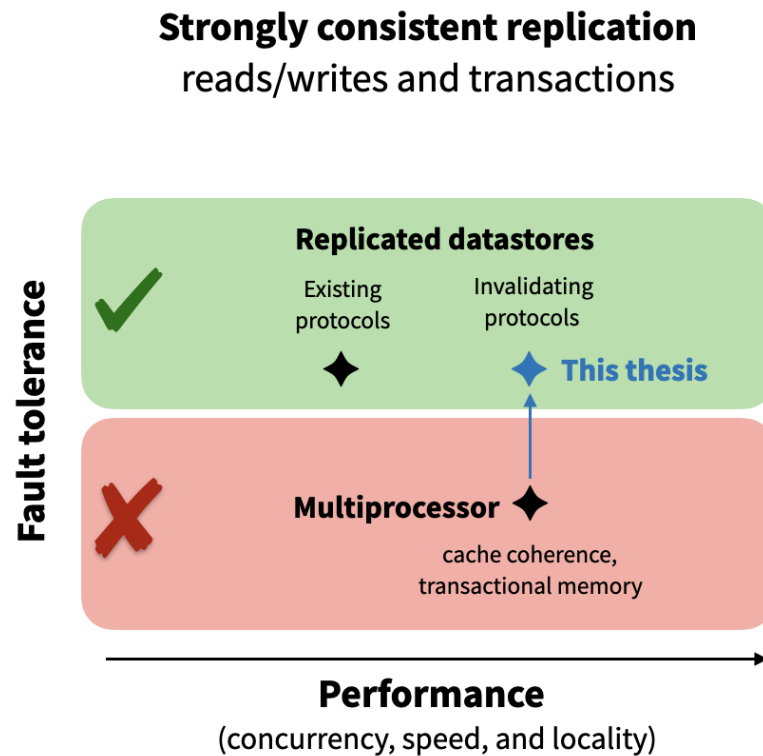 Strongly consistent replication
reads/writes and transactions
Replicated datastores
Existing
protocols
Invalidating
protocols
This thesis
Fault tolerance
Multiprocessor
cache coherence,
transactional memory
Performance
(concurrency, speed, and locality)